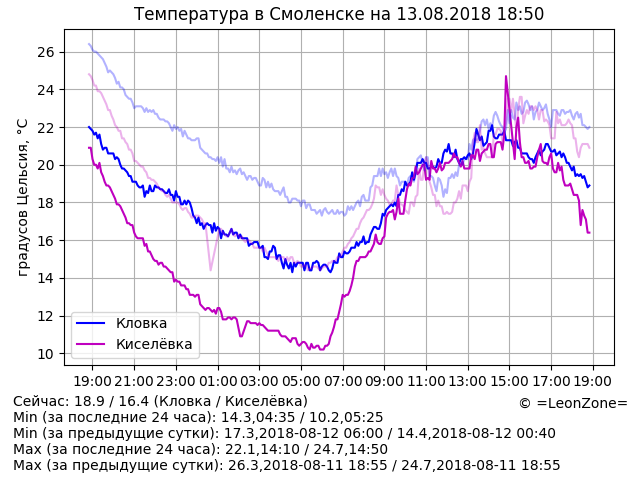 Температура в Смоленске на 13.08.2018 18:50
градусов Цельсия, °C
26
24
22
20
18
16
14
12
10
Кловка
Киселёвка
19:00 21:00 23:00 01:00 03:00 05:00 07:00 09:00 11:00 13:00 15:00 17:00 19:00
Сейчас: 18.9 / 16.4 (Кловка / Киселёвка)
© =LeonZone=
Min (за последние 24 часа): 14.3,04:35 / 10.2,05:25
Min (за предыдущие сутки): 17.3,2018-08-12 06:00 / 14.4,2018-08-12 00:40
Max (за последние 24 часа): 22.1,14:10 / 24.7,14:50
Max (за предыдущие сутки): 26.3,2018-08-11 18:55 / 24.7,2018-08-11 18:55